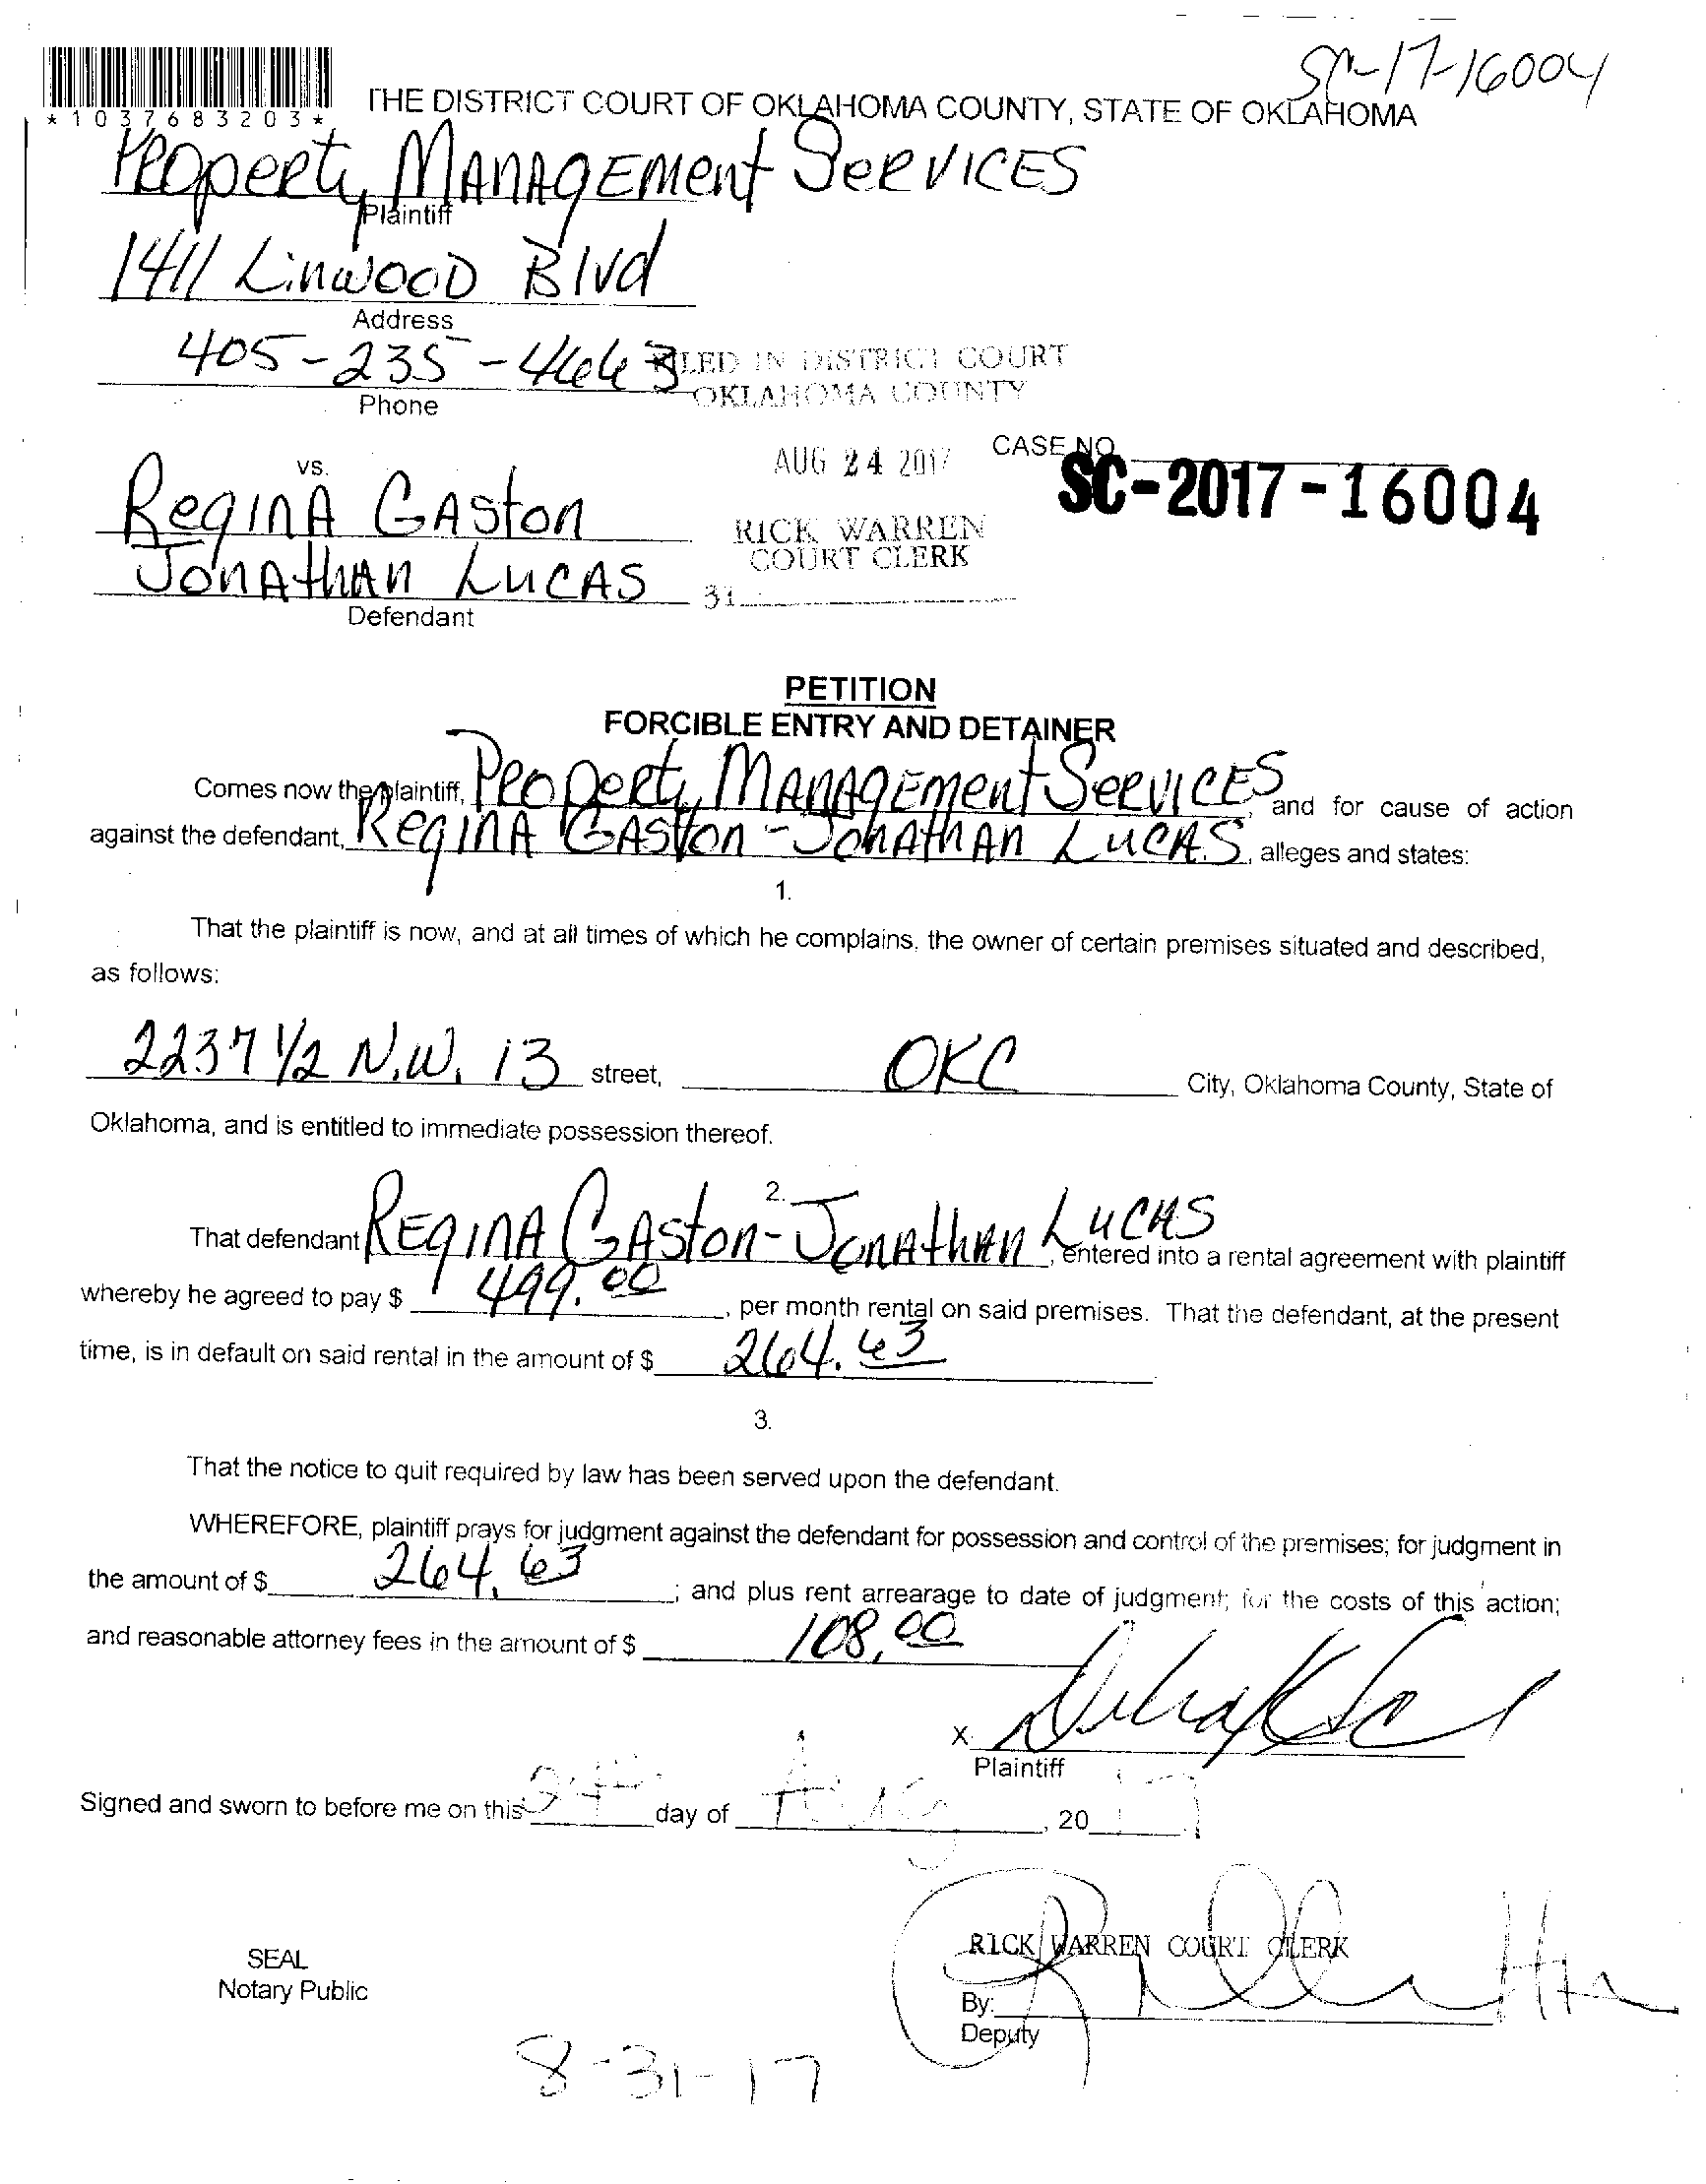 SC-17-16004
*1037683203*
THE DISTRICT COURT OF OKLAHOMA COUNTY, STATE OF OKLAHOMA
Property Management Services
Plaintiff
1411 Linwood Blvd
Address
405-235-4663
Phone
FILED IN DISTRICT COURT
OKLAHOMA COUNTY
AUG 24 2017
CASE NO.
SC-2017-16004
vs.
Regina Gaston
RICK WARREN
COURT CLERK
Jonathan Lucas
31
Defendant
PETITION
FORCIBLE ENTRY AND DETAINER
Comes now the plaintiff, Property Management Services and for cause of action
against the defendant, Regina Gaston - Jonathan Lucas, alleges and states:
1.
That the plaintiff is now, and at all times of which he complains, the owner of certain premises situated and described,
as follows:
2237 1/2 N.W. 13 street, OKC City, Oklahoma County, State of
Oklahoma, and is entitled to immediate possession thereof.
2.
That defendant Regina Gaston - Jonathan Lucas, entered into a rental agreement with plaintiff
whereby he agreed to pay $ 499.00, per month rental on said premises. That the defendant, at the present
time, is in default on said rental in the amount of $ 264.63
3.
That the notice to quit required by law has been served upon the defendant.
WHEREFORE, plaintiff prays for judgment against the defendant for possession and control of the premises; for judgment in
the amount of $ 264.63; and plus rent arrearage to date of judgment; for the costs of this action;
and reasonable attorney fees in the amount of $ 108.00
X
Plaintiff
Signed and sworn to before me on this 24th day of Aug, 2017
SEAL
Notary Public
RICK WARREN COURT CLERK
By:
Deputy
8-31-17